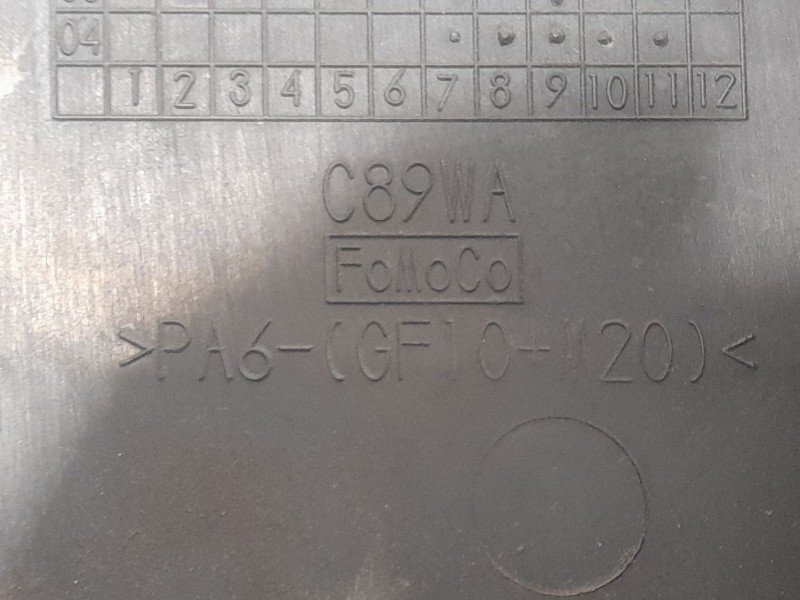 04
1 2 3 4 5 6 7 8 9 10 11 12
C89WA
FoMoCo
>PA6-(GF10+M20)<